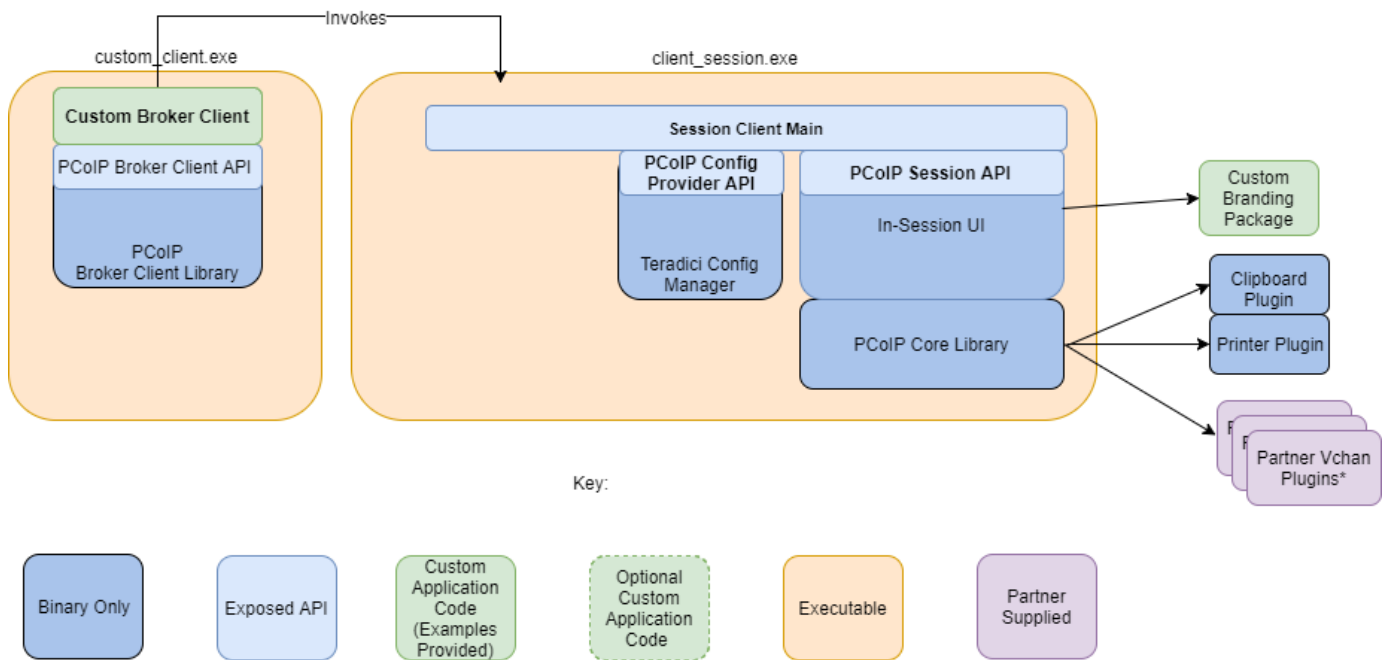 Invokes
custom_client.exe
client_session.exe
Custom Broker Client
PCoIP Broker Client API
PCoIP
Broker Client Library
Session Client Main
PCoIP Config
Provider API
Teradici Config
Manager
PCoIP Session API
In-Session UI
PCoIP Core Library
Custom
Branding
Package
Clipboard
Plugin
Printer Plugin
Partner Vchan
Plugins*
Key:
Binary Only
Exposed API
Custom
Application
Code
(Examples
Provided)
Optional
Custom
Application
Code
Executable
Partner
Supplied